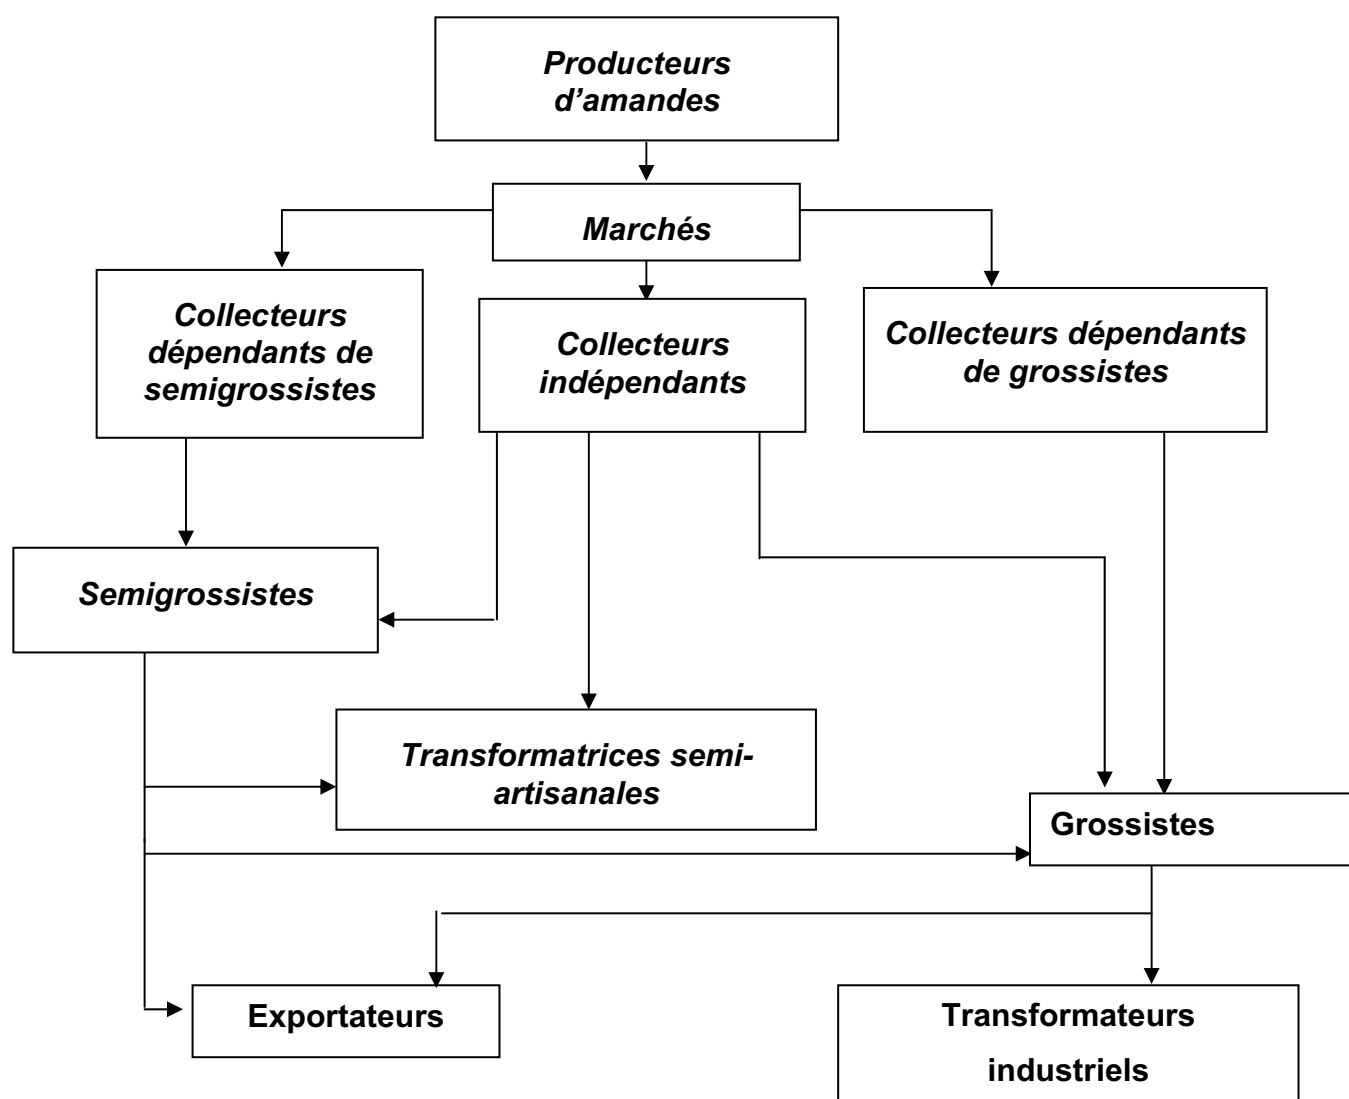 Producteurs
d’amandes
Marchés
Collecteurs
dépendants de
semigrossistes
Collecteurs
indépendants
Collecteurs dépendants
de grossistes
Semigrossistes
Transformatrices semi-
artisanales
Grossistes
Exportateurs
Transformateurs
industriels